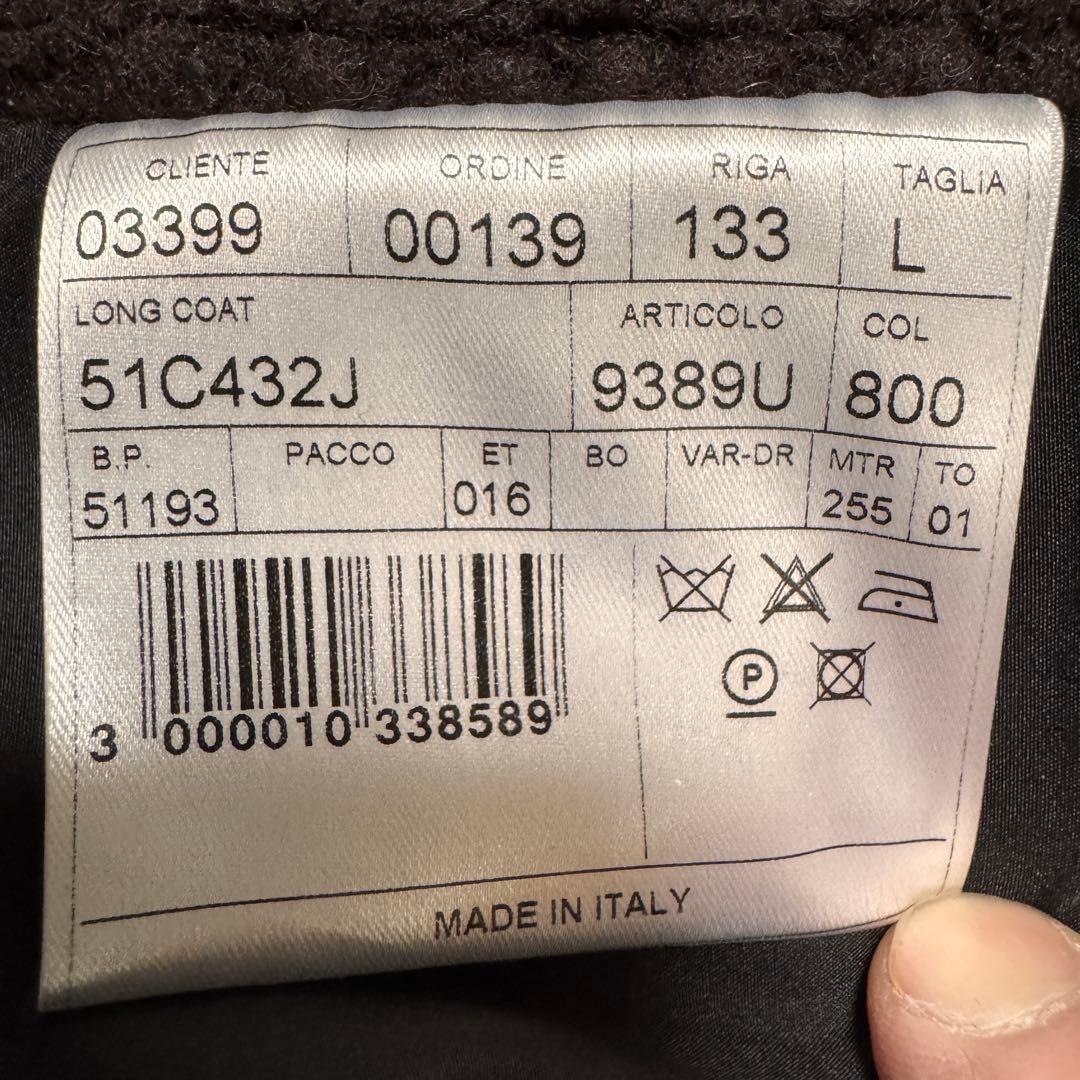 CLIENTE ORDINE RIGA TAGLIA
03399 00139 133 L
LONG COAT ARTICOLO COL
51C432J 9389U 800
B.P. PACCO ET BO VAR-DR MTR TO
51193 016 255 01
P
3 000010 338589
MADE IN ITALY